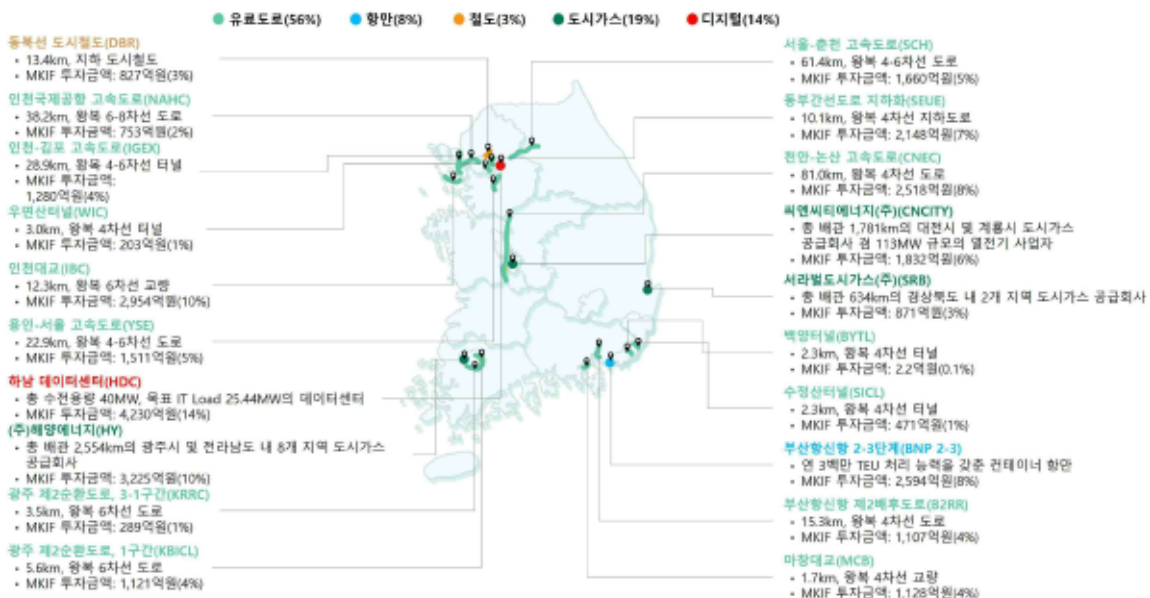 유료도로(56%) 항만(8%) 철도(3%) 도시가스(19%) 디지털(14%)
동북선 도시철도(DBR)
• 13.4km, 지하 도시철도
• MKIF 투자금액: 827억원(3%)
인천국제공항 고속도로(NAHC)
• 38.2km, 왕복 6-8차선 도로
• MKIF 투자금액: 753억원(2%)
인천-김포 고속도로(IGEX)
• 28.9km, 왕복 4-6차선 터널
• MKIF 투자금액:
1,280억원(4%)
우면산터널(WIC)
• 3.0km, 왕복 4차선 터널
• MKIF 투자금액: 203억원(1%)
인천대교(IBC)
• 12.3km, 왕복 6차선 교량
• MKIF 투자금액: 2,954억원(10%)
용인-서울 고속도로(YSE)
• 22.9km, 왕복 4-6차선 도로
• MKIF 투자금액: 1,511억원(5%)
하남 데이터센터(HDC)
• 총 수전용량 40MW, 목표 IT Load 25.44MW의 데이터센터
• MKIF 투자금액: 4,230억원(14%)
(주)해양에너지(HY)
• 총 배관 2,554km의 광주시 및 전라남도 내 8개 지역 도시가스
공급회사
• MKIF 투자금액: 3,225억원(10%)
광주 제2순환도로, 3-1구간(KRRC)
• 3.5km, 왕복 6차선 도로
• MKIF 투자금액: 289억원(1%)
광주 제2순환도로, 1구간(KBICL)
• 5.6km, 왕복 6차선 도로
• MKIF 투자금액: 1,121억원(4%)
서울-춘천 고속도로(SCH)
• 61.4km, 왕복 4-6차선 도로
• MKIF 투자금액: 1,660억원(5%)
동부간선도로 지하화(SEUE)
• 10.1km, 왕복 4차선 지하도로
• MKIF 투자금액: 2,148억원(7%)
천안-논산 고속도로(CNEC)
• 81.0km, 왕복 4차선 도로
• MKIF 투자금액: 2,518억원(8%)
씨엔씨티에너지(주)(CNCITY)
• 총 배관 1,781km의 대전시 및 계룡시 도시가스
공급회사 겸 113MW 규모의 열전기 사업자
• MKIF 투자금액: 1,832억원(6%)
서라벌도시가스(주)(SRB)
• 총 배관 634km의 경상북도 내 2개 지역 도시가스 공급회사
• MKIF 투자금액: 871억원(3%)
백양터널(BYTL)
• 2.3km, 왕복 4차선 터널
• MKIF 투자금액: 2.2억원(0.1%)
수정산터널(SICL)
• 2.3km, 왕복 4차선 터널
• MKIF 투자금액: 471억원(1%)
부산항신항 2-3단계(BNP 2-3)
• 연 3백만 TEU 처리 능력을 갖춘 컨테이너 항만
• MKIF 투자금액: 2,594억원(8%)
부산항신항 제2배후도로(B2RR)
• 15.3km, 왕복 4차선 도로
• MKIF 투자금액: 1,107억원(4%)
마창대교(MCB)
• 1.7km, 왕복 4차선 교량
• MKIF 투자금액: 1,128억원(4%)